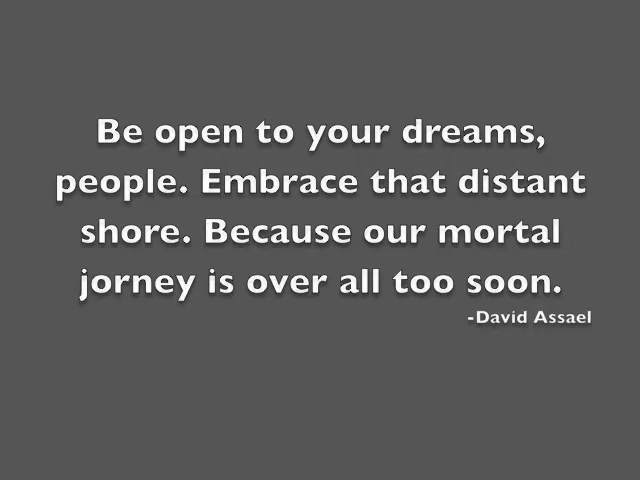 Be open to your dreams,
people. Embrace that distant
shore. Because our mortal
jorney is over all too soon.
-David Assael